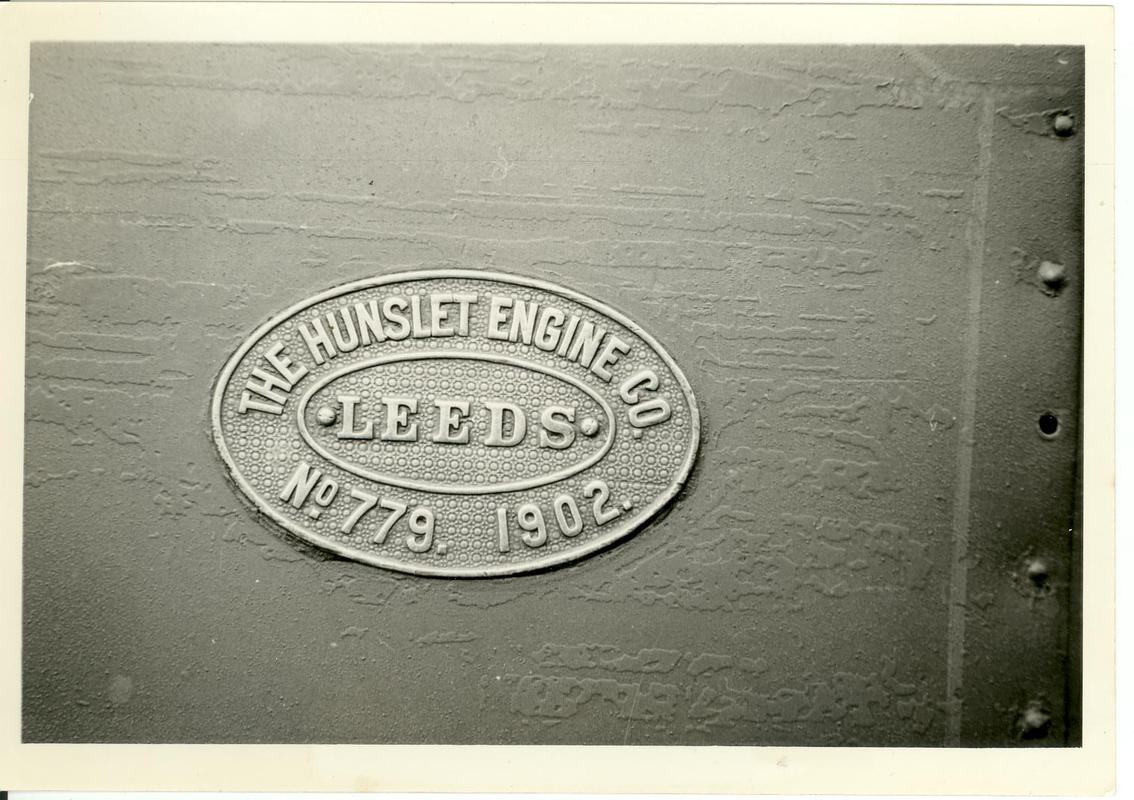 THE HUNSLET ENGINE CO.
LEEDS
No. 779. 1902.